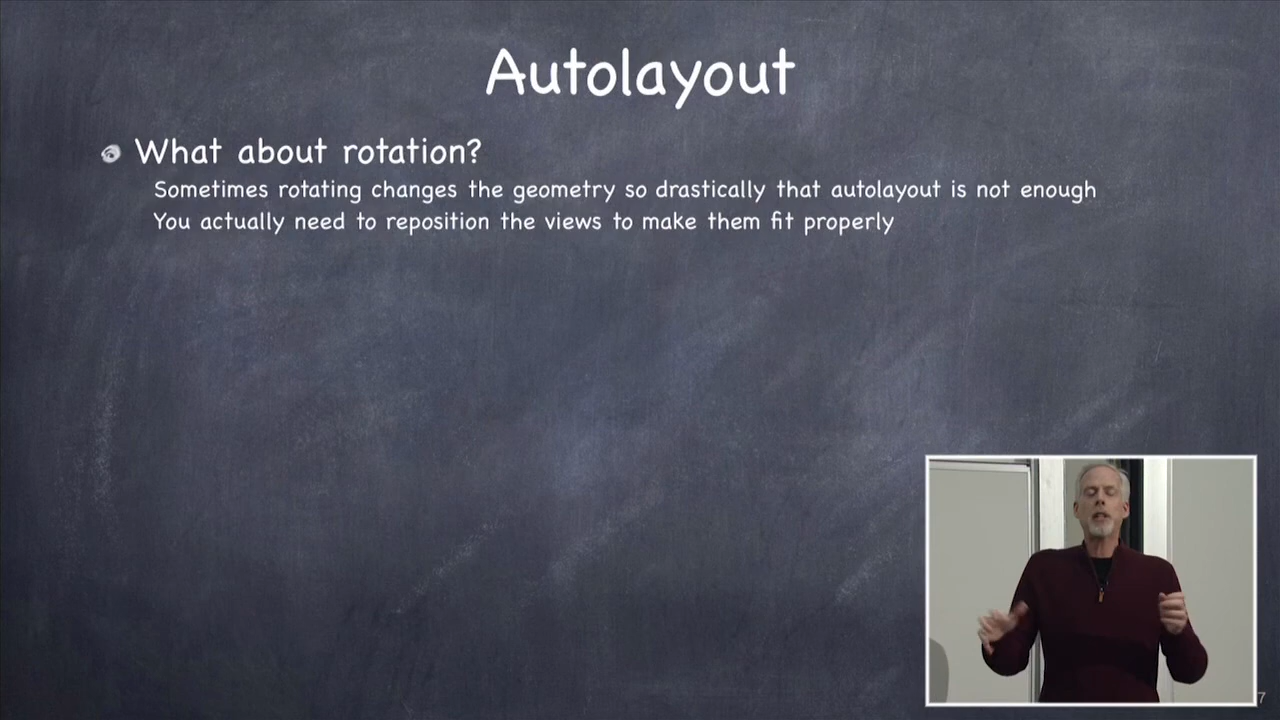 Autolayout
What about rotation?
Sometimes rotating changes the geometry so drastically that autolayout is not enough
You actually need to reposition the views to make them fit properly
7